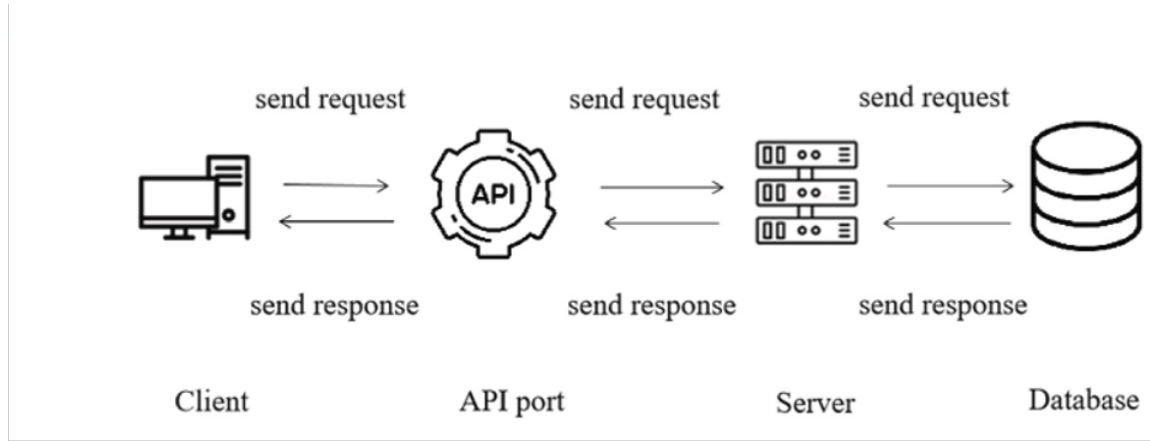 send request
send request
send request
API
send response
send response
send response
Client
API port
Server
Database